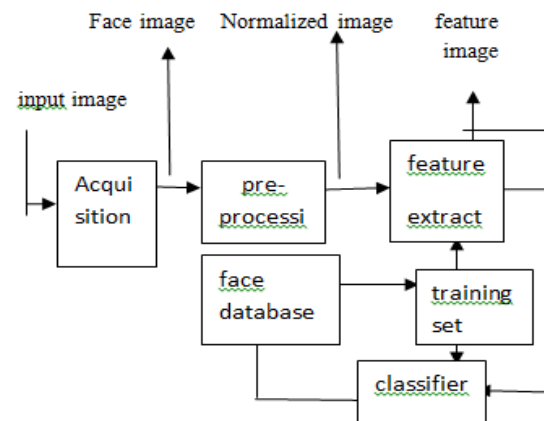 Face image
Normalized image
feature
image
input image
Acqui
sition
pre-
processi
feature
extract
face
database
training
set
classifier